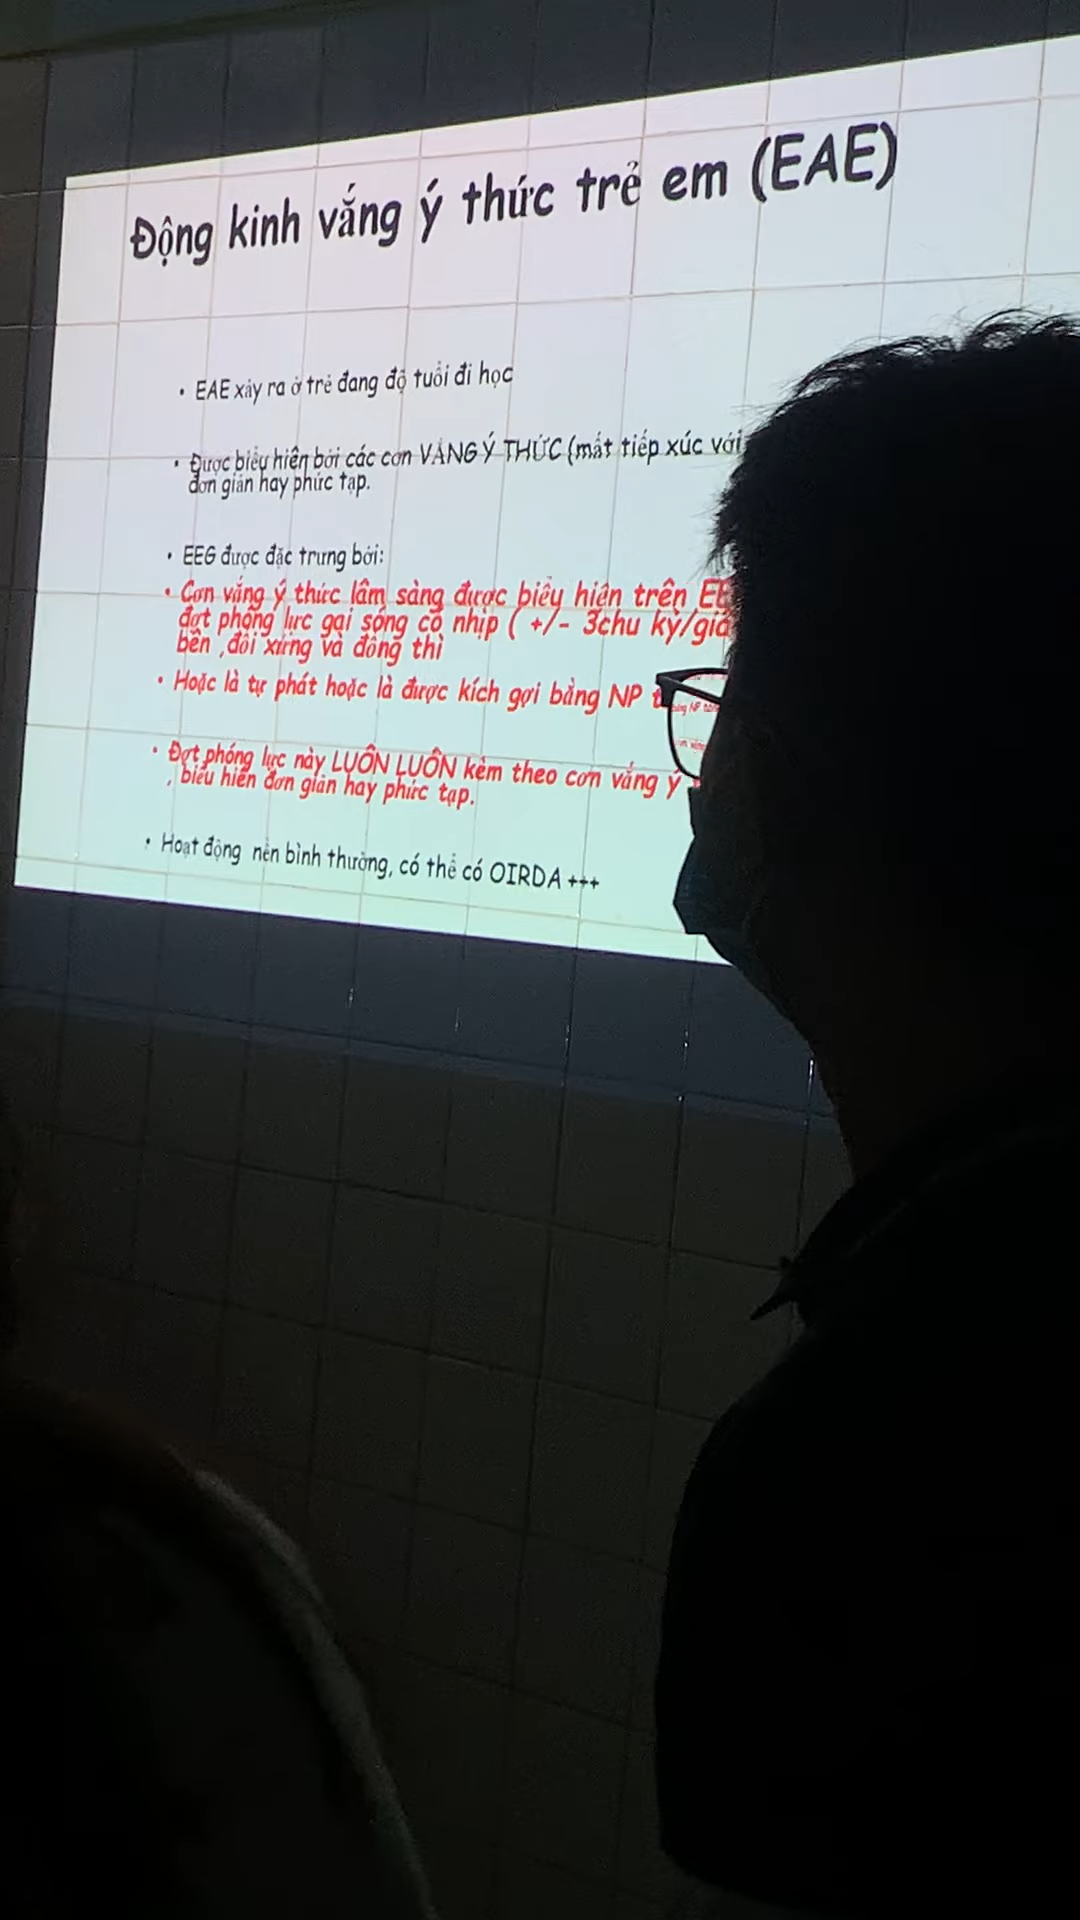 Động kinh vắng ý thức trẻ em (EAE)
• EAE xảy ra ở trẻ đang độ tuổi đi học
• Được biểu hiện bởi các cơn VẮNG Ý THỨC (mất tiếp xúc với
đơn giản hay phức tạp.
• EEG được đặc trưng bởi:
• Cơn vắng ý thức lâm sàng được biểu hiện trên
đợt phóng lực gai sóng có nhịp ( +/- 3chu kỳ/giâ
bên ,đối xứng và đồng thì
• Hoặc là tự phát hoặc là được kích gợi bằng NP
• Đợt phóng lực này LUÔN LUÔN kèm theo cơn vắng ý
, biểu hiện đơn giản hay phức tạp.
• Hoạt động nền bình thường, có thể có OIRDA +++